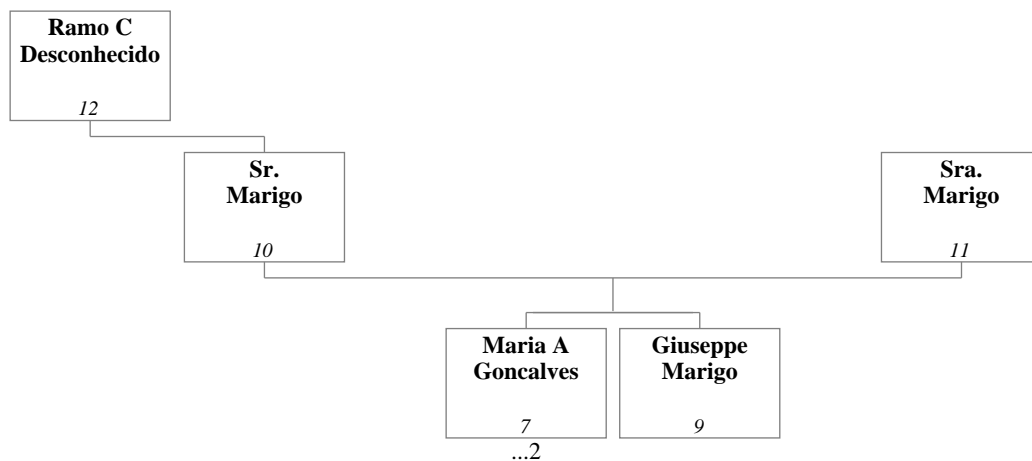 Ramo C
Desconhecido
12
Sr.
Marigo
10
Sra.
Marigo
11
Maria A
Goncalves
7
...2
Giuseppe
Marigo
9